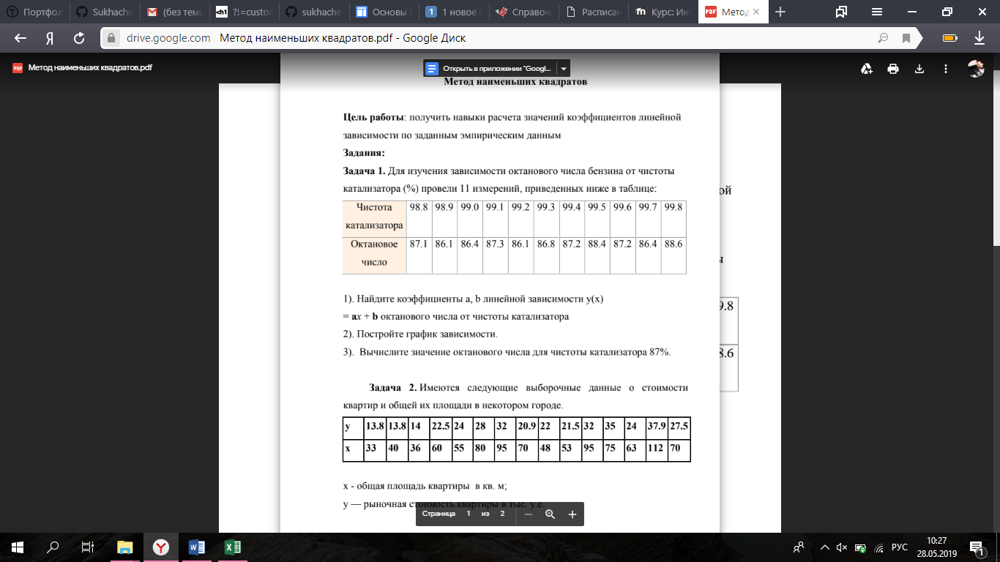 Портфол
Sukhache
(без темы
?!=custor
sukhache
Основы
1 новое
Справоч
Расписан
Курс: Ин
Метод
drive.google.com Метод наименьших квадратов.pdf - Google Диск
Метод наименьших квадратов.pdf
Открыть в приложении "Googl...
Метод наименьших квадратов
Цель работы: получить навыки расчета значений коэффициентов линейной
зависимости по заданным эмпирическим данным
Задания:
Задача 1. Для изучения зависимости октанового числа бензина от чистоты
катализатора (%) провели 11 измерений, приведенных ниже в таблице:
Чистота катализатора 98.8 98.9 99.0 99.1 99.2 99.3 99.4 99.5 99.6 99.7 99.8
Октановое число 87.1 86.1 86.4 87.3 86.1 86.8 87.2 88.4 87.2 86.4 88.6
1). Найдите коэффициенты a, b линейной зависимости y(x)
= ax + b октанового числа от чистоты катализатора
2). Постройте график зависимости.
3). Вычислите значение октанового числа для чистоты катализатора 87%.
Задача 2. Имеются следующие выборочные данные о стоимости
квартир и общей их площади в некотором городе.
y 13.8 13.8 14 22.5 24 28 32 20.9 22 21.5 32 35 24 37.9 27.5
x 33 40 36 60 55 80 95 70 48 53 95 75 63 112 70
x - общая площадь квартиры в кв. м;
y — рыночная стоимость квартиры в тыс. у.е.
Страница 1 из 2
ой
ы
9.8
8.6
РУС
10:27
28.05.2019
1